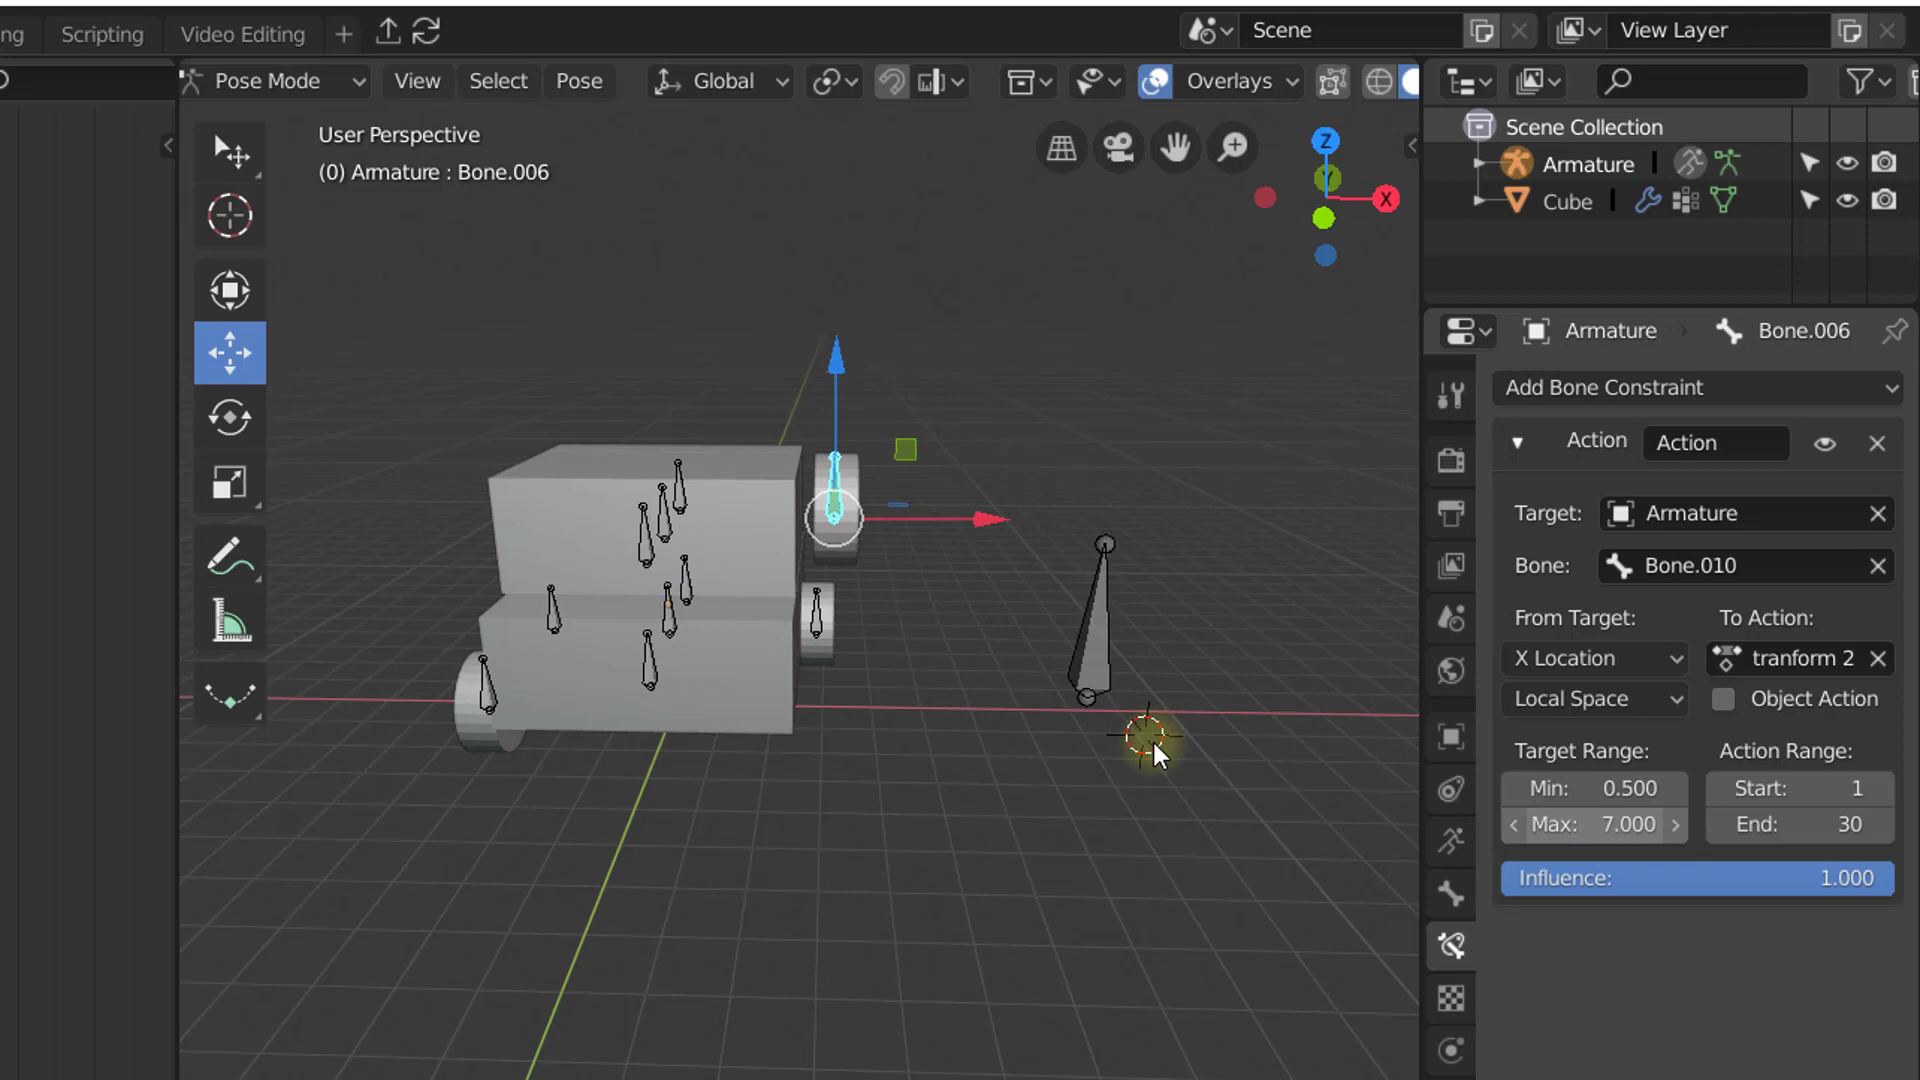 ng Scripting Video Editing + Scene View Layer
Pose Mode View Select Pose Global Overlays
User Perspective
(0) Armature : Bone.006
Z
Y
X
Scene Collection
Armature
Cube
Armature Bone.006
Add Bone Constraint
Action Action
Target: Armature
Bone: Bone.010
From Target: To Action:
X Location tranform 2
Local Space Object Action
Target Range: Action Range:
Min: 0.500 Start: 1
Max: 7.000 End: 30
Influence: 1.000